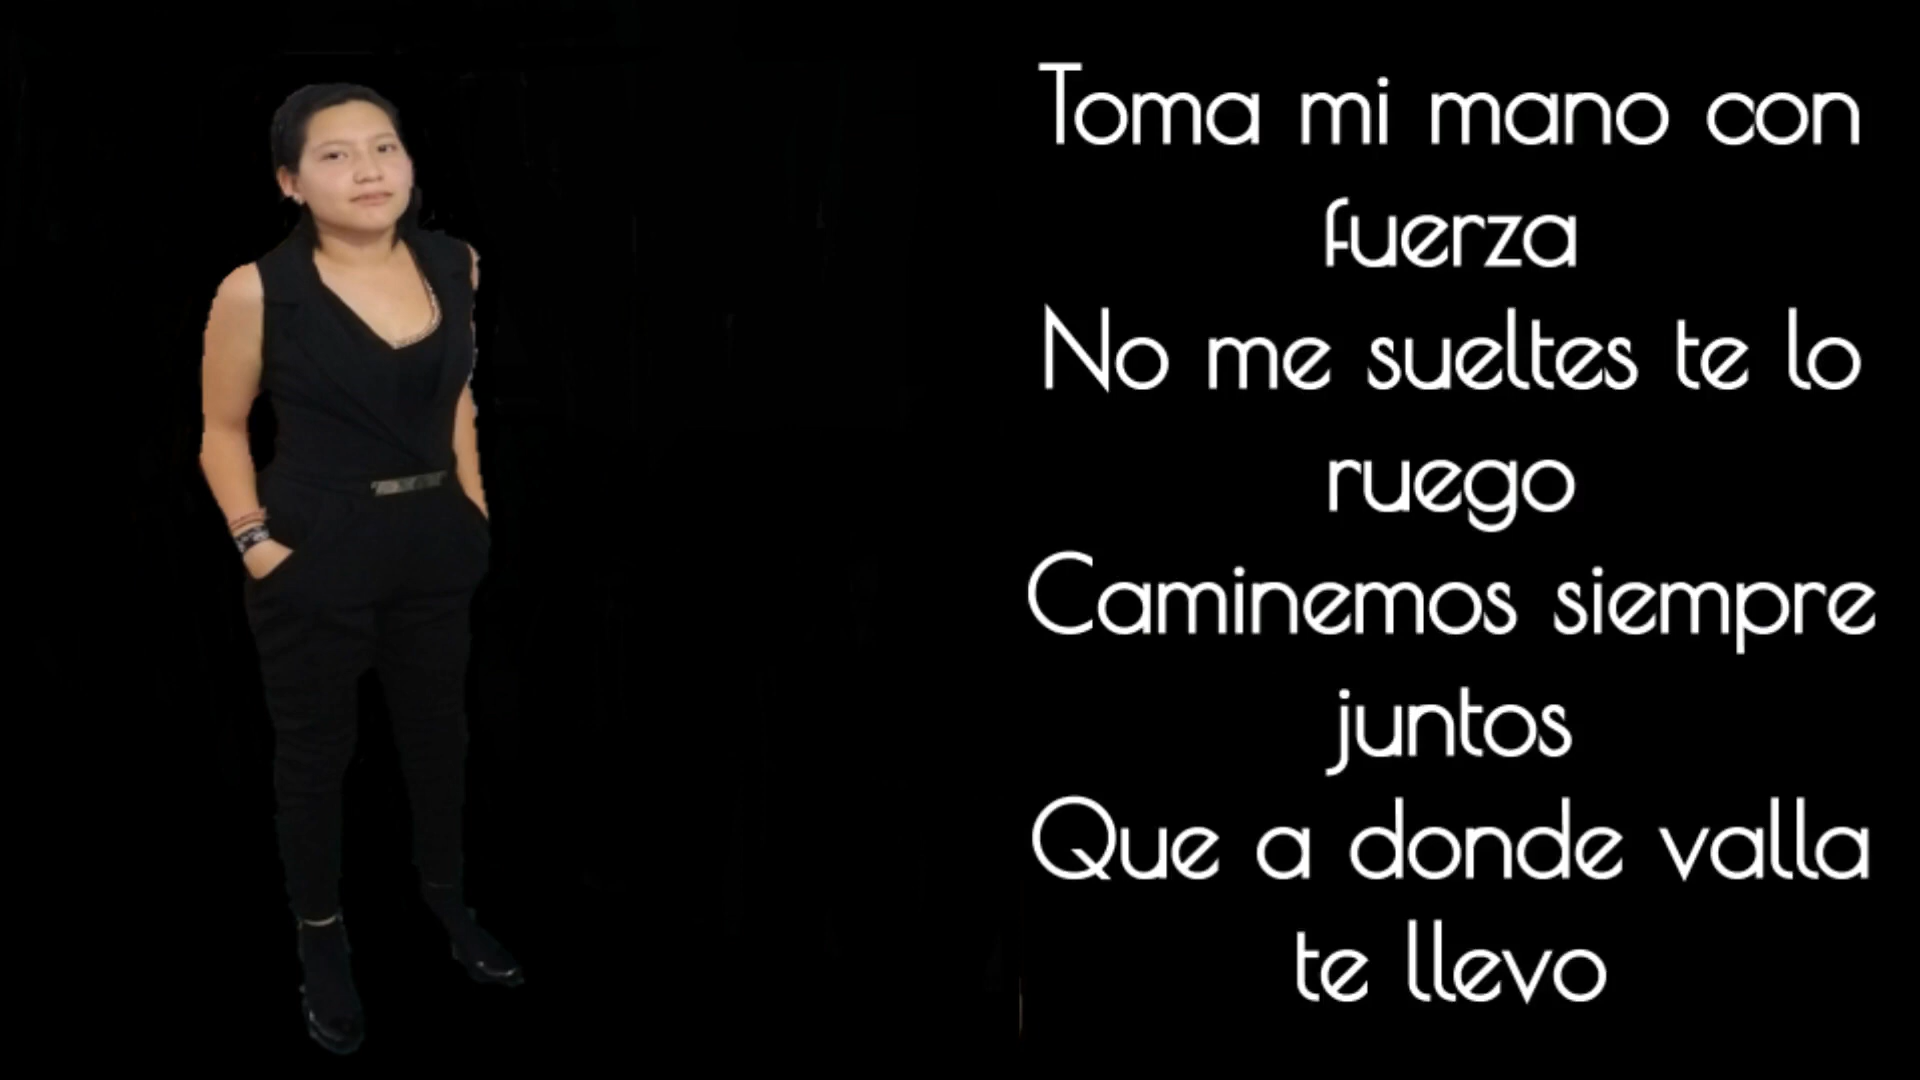 Toma mi mano con
fuerza
No me sueltes te lo
ruego
Caminemos siempre
juntos
Que a donde valla
te llevo